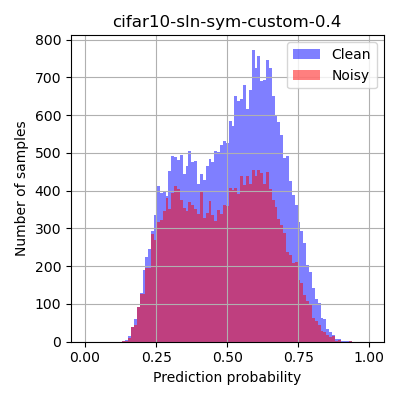 cifar10-sln-sym-custom-0.4
800
700
600
500
400
300
200
100
0
Number of samples
Clean
Noisy
0.00 0.25 0.50 0.75 1.00
Prediction probability